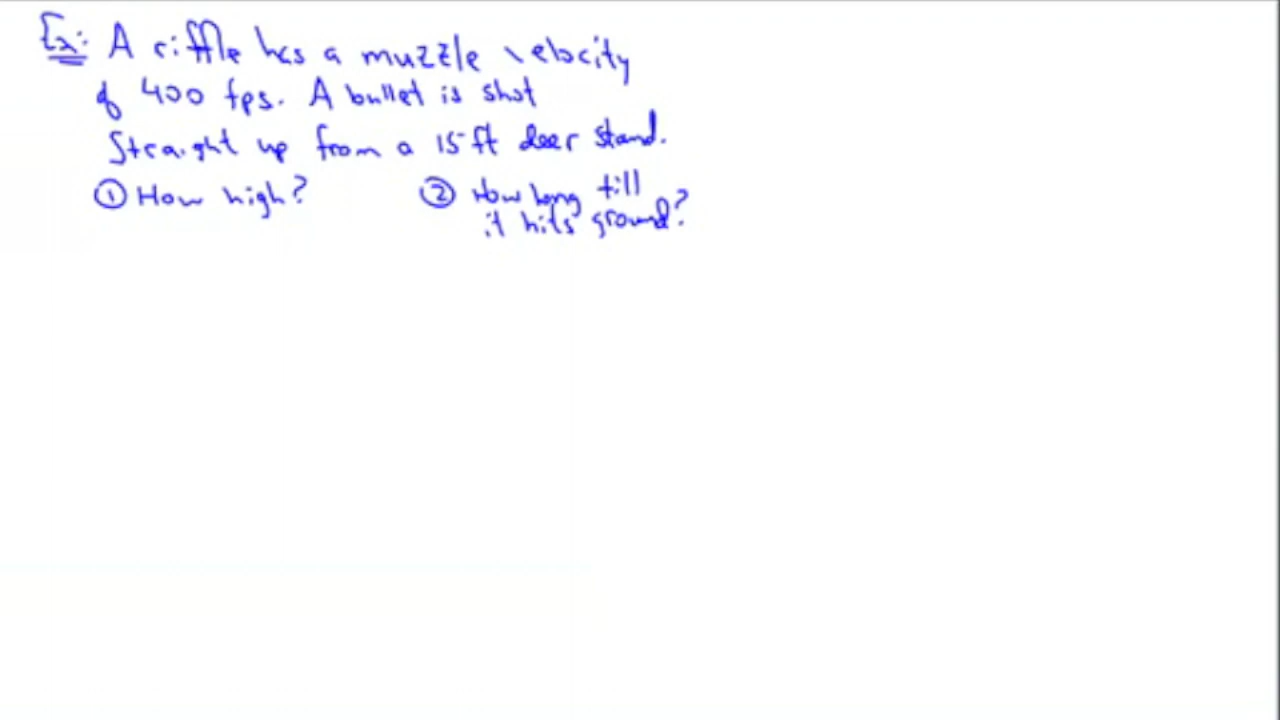 Ex: A riffle has a muzzle velocity
of 400 fps. A bullet is shot
straight up from a 15-ft deer stand.
① How high? ② How long till
it hits ground?